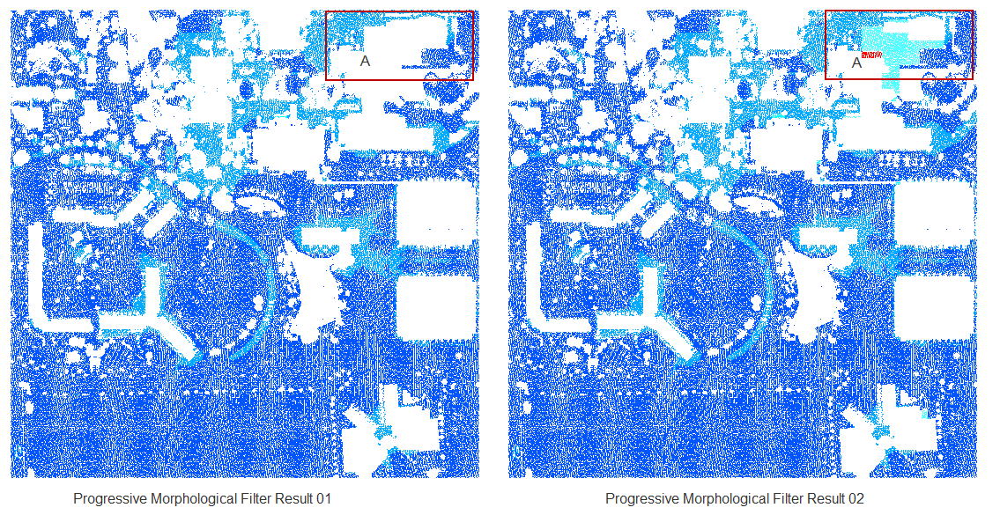 A
A
Progressive Morphological Filter Result 01
Progressive Morphological Filter Result 02